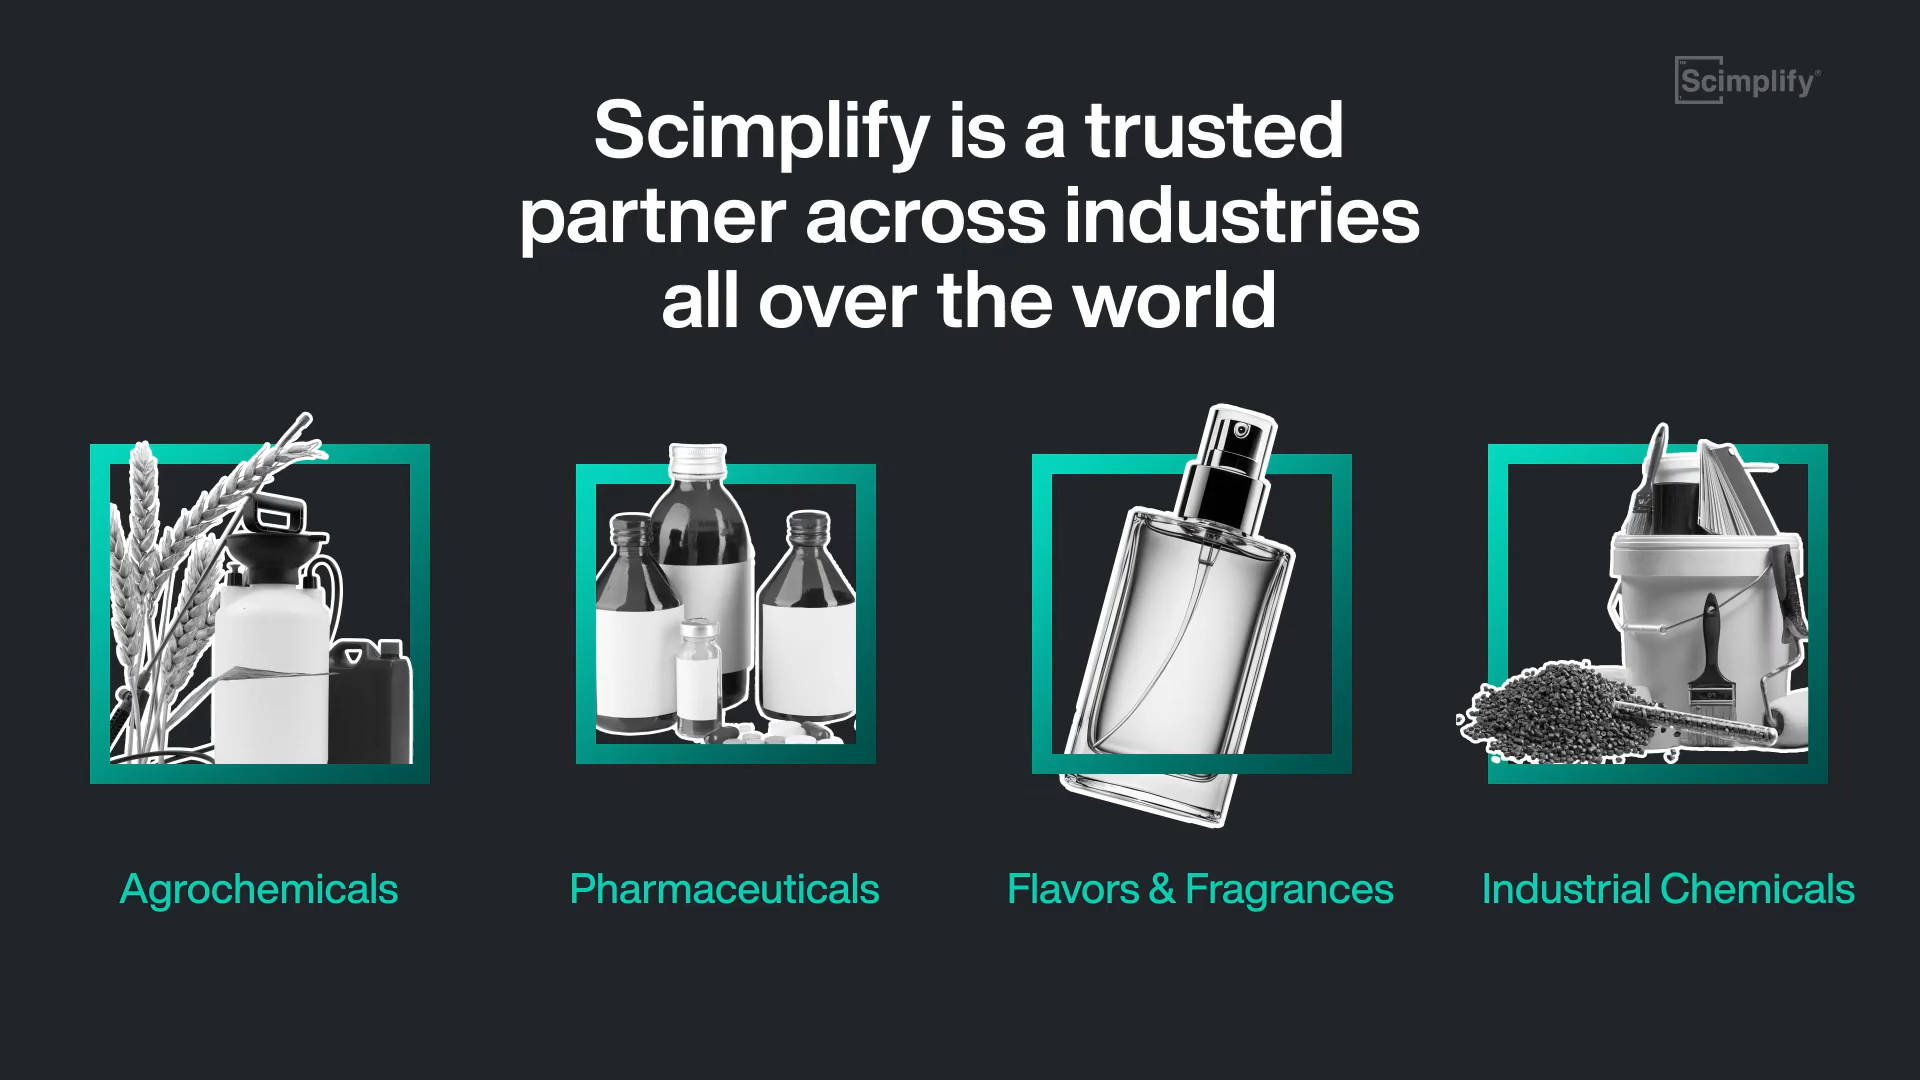 Scimplify®
Scimplify is a trusted
partner across industries
all over the world
Agrochemicals
Pharmaceuticals
Flavors & Fragrances
Industrial Chemicals